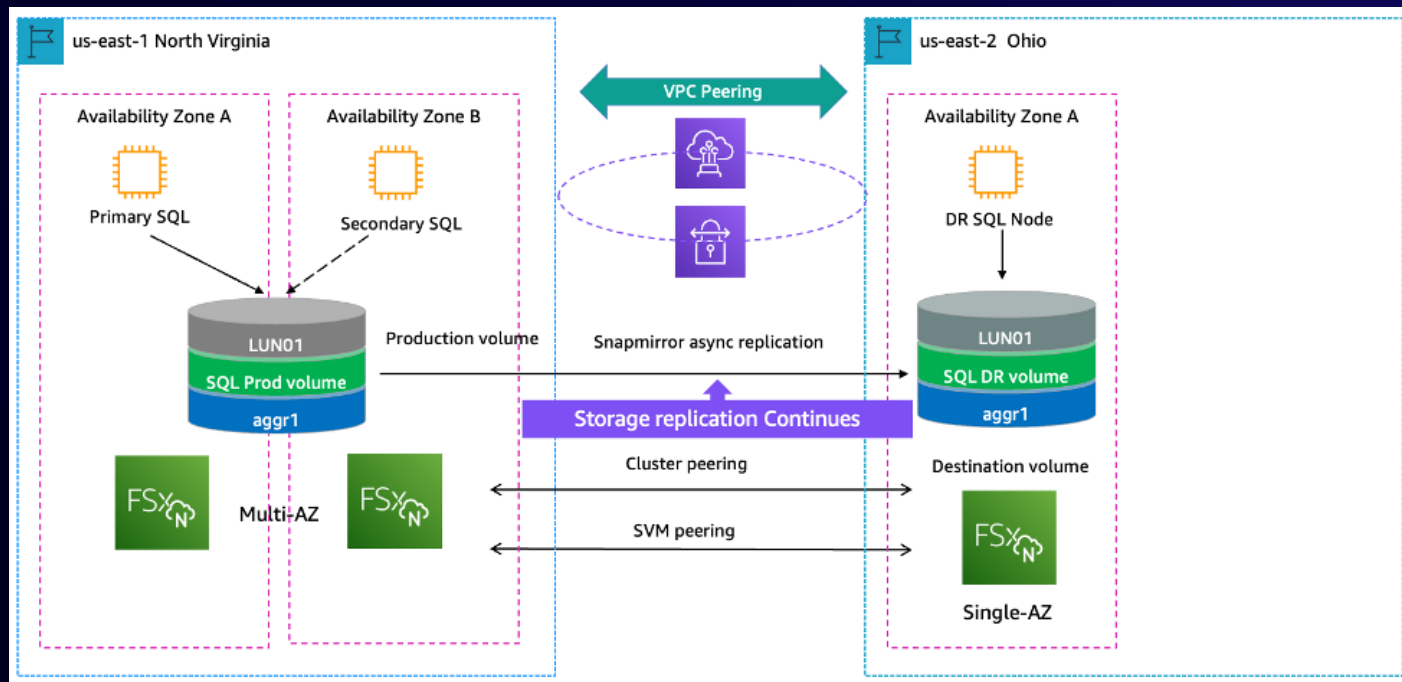 us-east-1 North Virginia
us-east-2 Ohio
VPC Peering
Availability Zone A
Availability Zone B
Availability Zone A
Primary SQL
Secondary SQL
DR SQL Node
LUN01
SQL Prod volume
aggr1
Production volume
Snapmirror async replication
Storage replication Continues
LUN01
SQL DR volume
aggr1
Cluster peering
Destination volume
FSx N
Multi-AZ
FSx N
SVM peering
FSx N
Single-AZ